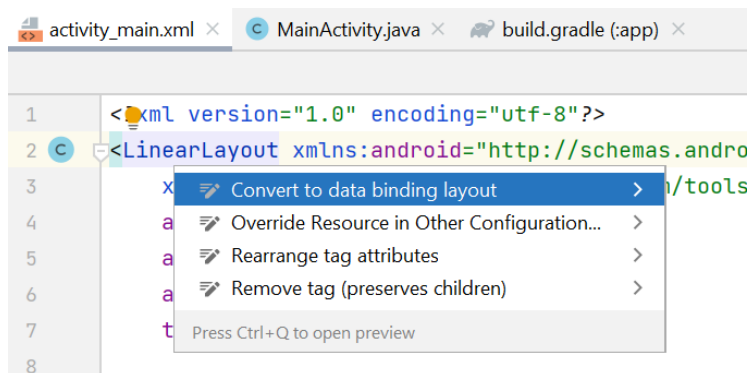 activity_main.xml × C MainActivity.java × build.gradle (:app) ×
1 <?xml version="1.0" encoding="utf-8"?>
2 C <LinearLayout xmlns:android="http://schemas.andro
3 x Convert to data binding layout /tools
4 a Override Resource in Other Configuration...
5 a Rearrange tag attributes
6 a Remove tag (preserves children)
7 t Press Ctrl+Q to open preview
8